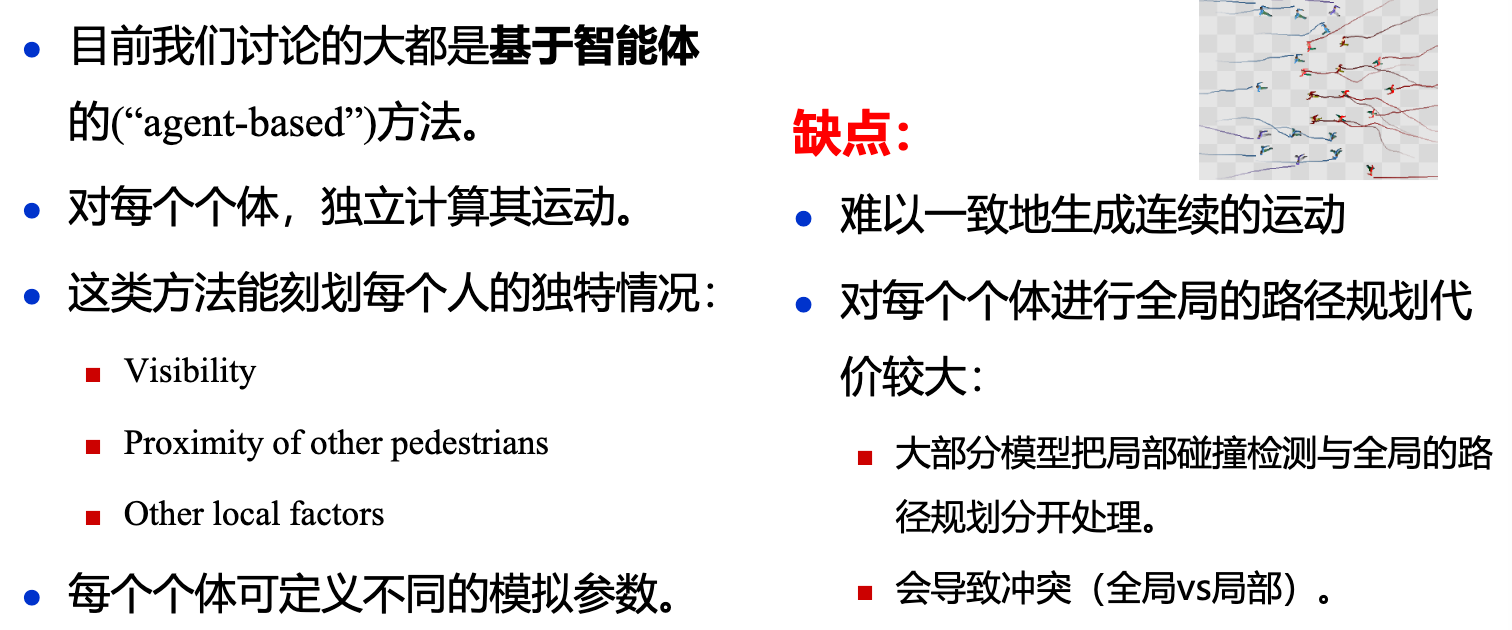 目前我们讨论的大都是基于智能体
的(“agent-based”)方法。
对每个个体，独立计算其运动。
这类方法能刻划每个人的独特情况：
Visibility
Proximity of other pedestrians
Other local factors
每个个体可定义不同的模拟参数。
缺点：
难以一致地生成连续的运动
对每个个体进行全局的路径规划代
价较大：
大部分模型把局部碰撞检测与全局的路
径规划分开处理。
会导致冲突（全局vs局部）。